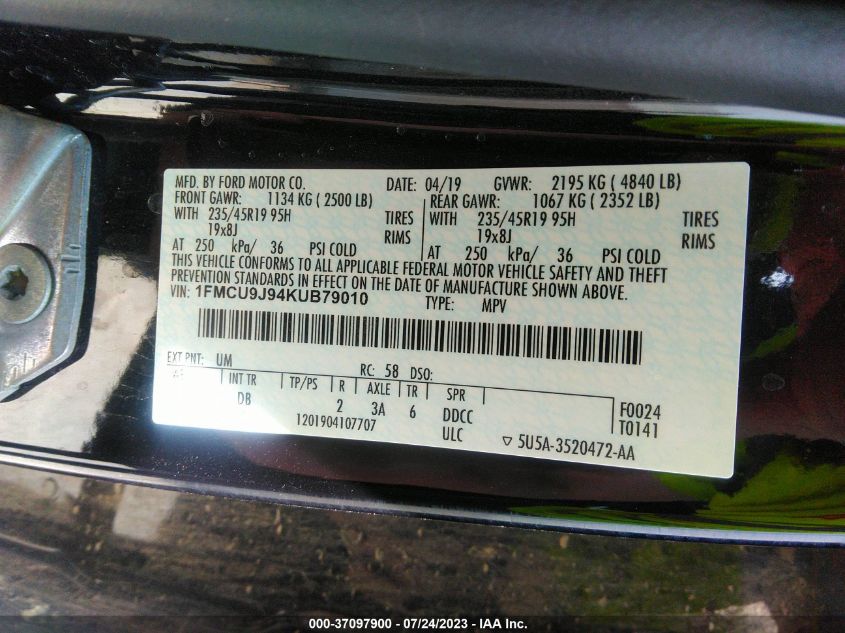 MFD. BY FORD MOTOR CO. DATE: 04/19 GVWR: 2195 KG ( 4840 LB)
FRONT GAWR: 1134 KG ( 2500 LB) REAR GAWR: 1067 KG ( 2352 LB)
WITH 235/45R19 95H TIRES WITH 235/45R19 95H TIRES
19x8J RIMS 19x8J RIMS
AT 250 kPa/ 36 PSI COLD AT 250 kPa/ 36 PSI COLD
THIS VEHICLE CONFORMS TO ALL APPLICABLE FEDERAL MOTOR VEHICLE SAFETY AND THEFT
PREVENTION STANDARDS IN EFFECT ON THE DATE OF MANUFACTURE SHOWN ABOVE.
VIN: 1FMCU9J94KUB79010 TYPE: MPV
EXT PNT: UM RC: 58 DSO:
INT TR TP/PS R AXLE TR SPR
DB 2 3A 6 DDCC F0024
1201904107707 ULC T0141
▽ 5U5A-3520472-AA
000-37097900 / 07/24/2023 - IAA Inc.